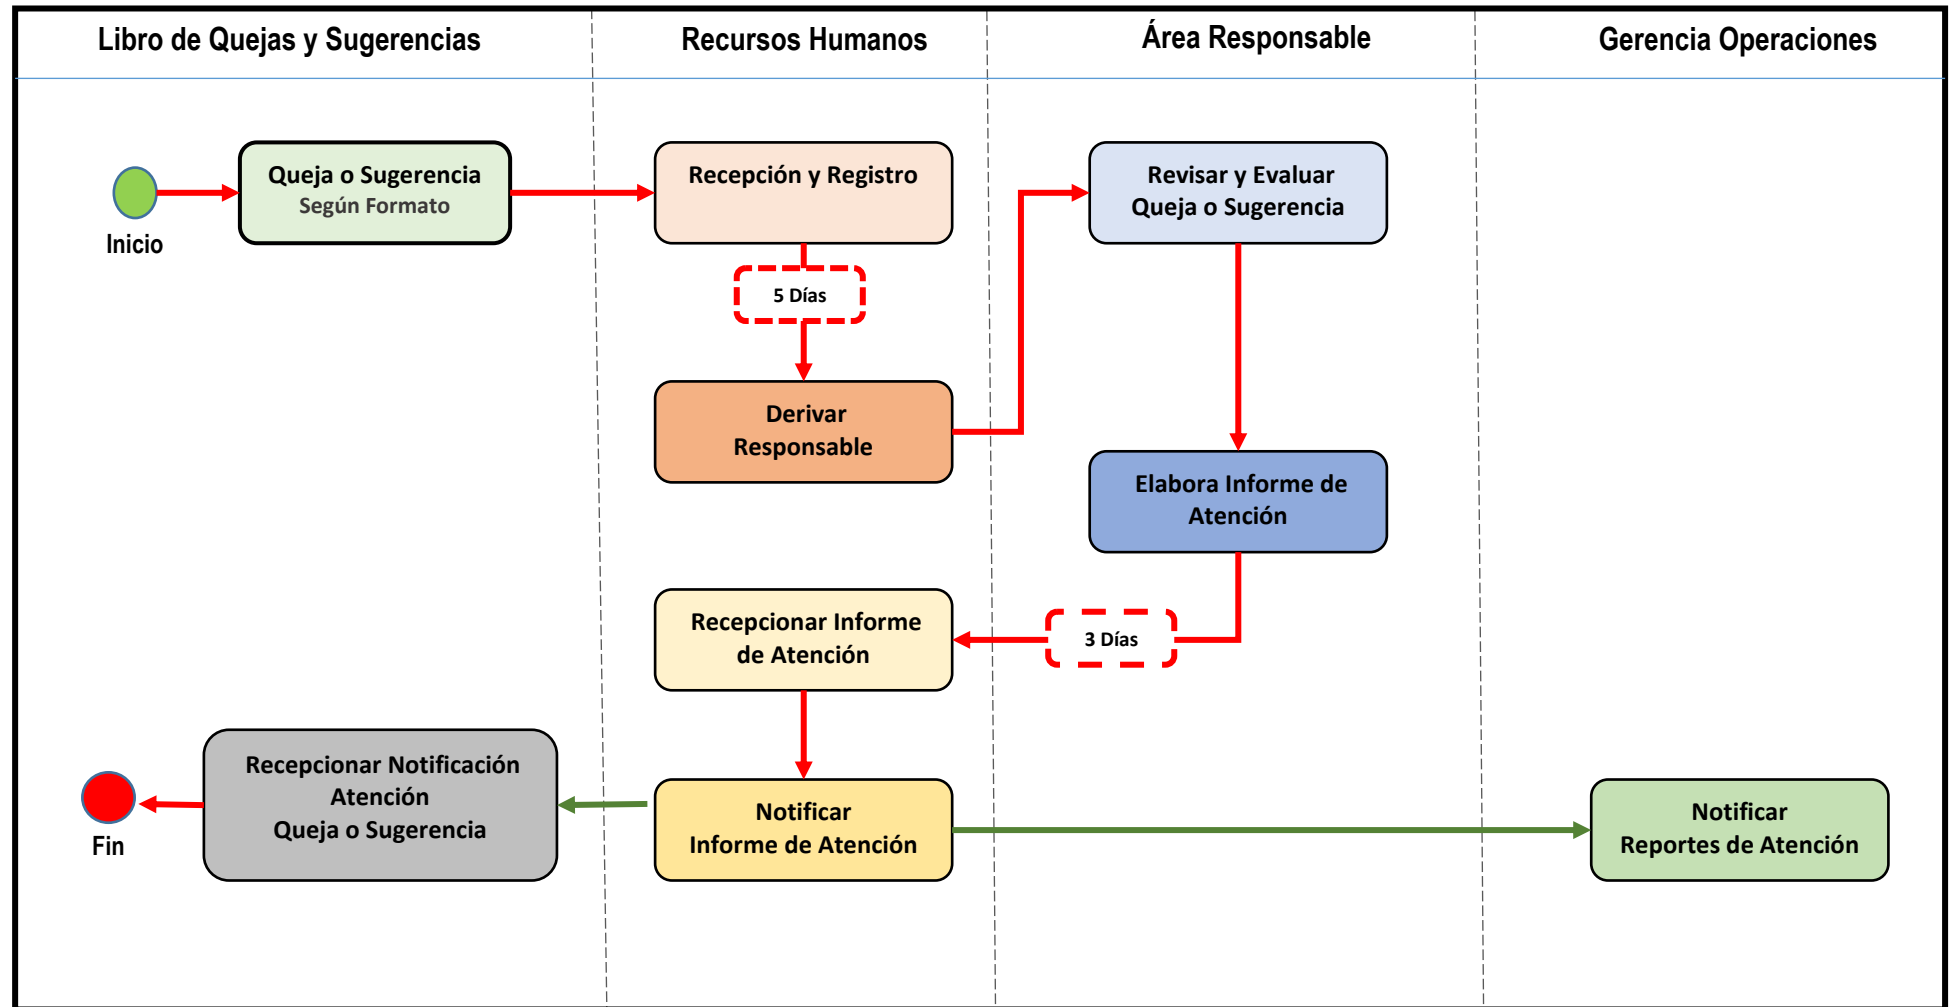 Libro de Quejas y Sugerencias
Recursos Humanos
Área Responsable
Gerencia Operaciones
Inicio
Queja o Sugerencia
Según Formato
Recepción y Registro
Revisar y Evaluar
Queja o Sugerencia
5 Días
Derivar
Responsable
Elabora Informe de
Atención
Recepcionar Informe
de Atención
3 Días
Fin
Recepcionar Notificación
Atención
Queja o Sugerencia
Notificar
Informe de Atención
Notificar
Reportes de Atención